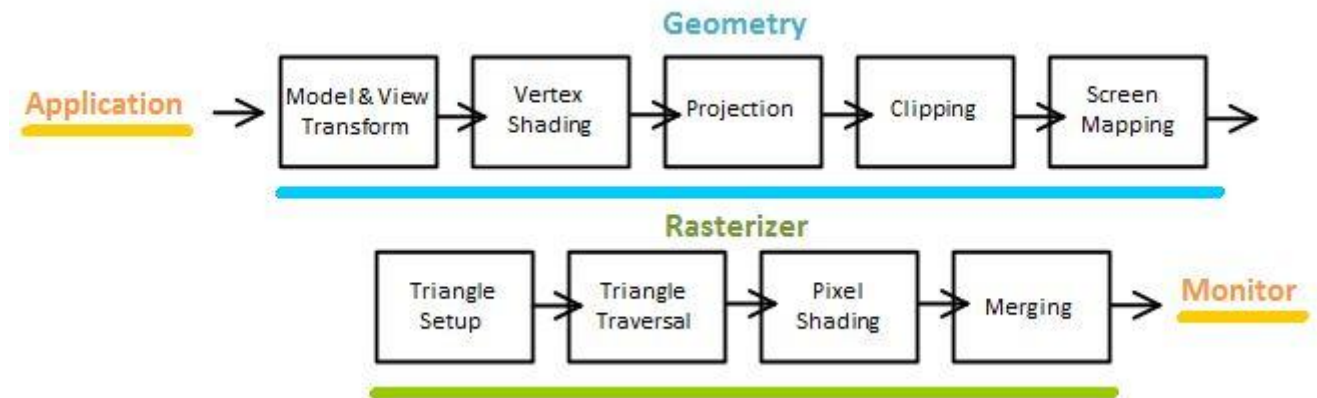 Geometry
Application
Model & View
Transform
Vertex
Shading
Projection
Clipping
Screen
Mapping
Rasterizer
Triangle
Setup
Triangle
Traversal
Pixel
Shading
Merging
Monitor